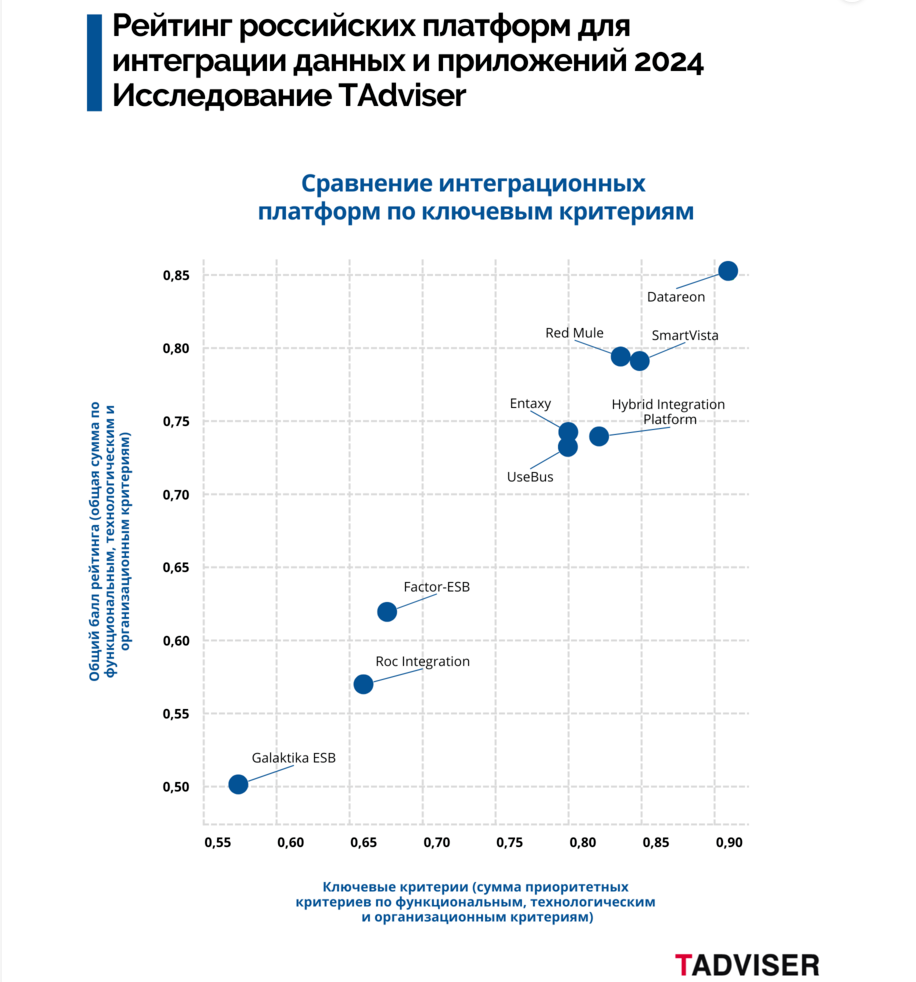 Рейтинг российских платформ для
интеграции данных и приложений 2024
Исследование TAdviser
Сравнение интеграционных
платформ по ключевым критериям
Общий балл рейтинга (общая сумма по
функциональным, технологическим и
организационным критериям)
0,85
0,80
0,75
0,70
0,65
0,60
0,55
0,50
Datareon
Red Mule
SmartVista
Entaxy
Hybrid Integration
Platform
UseBus
Factor-ESB
Roc Integration
Galaktika ESB
0,55 0,60 0,65 0,70 0,75 0,80 0,85 0,90
Ключевые критерии (сумма приоритетных
критериев по функциональным, технологическим
и организационным критериям)
TADVISER